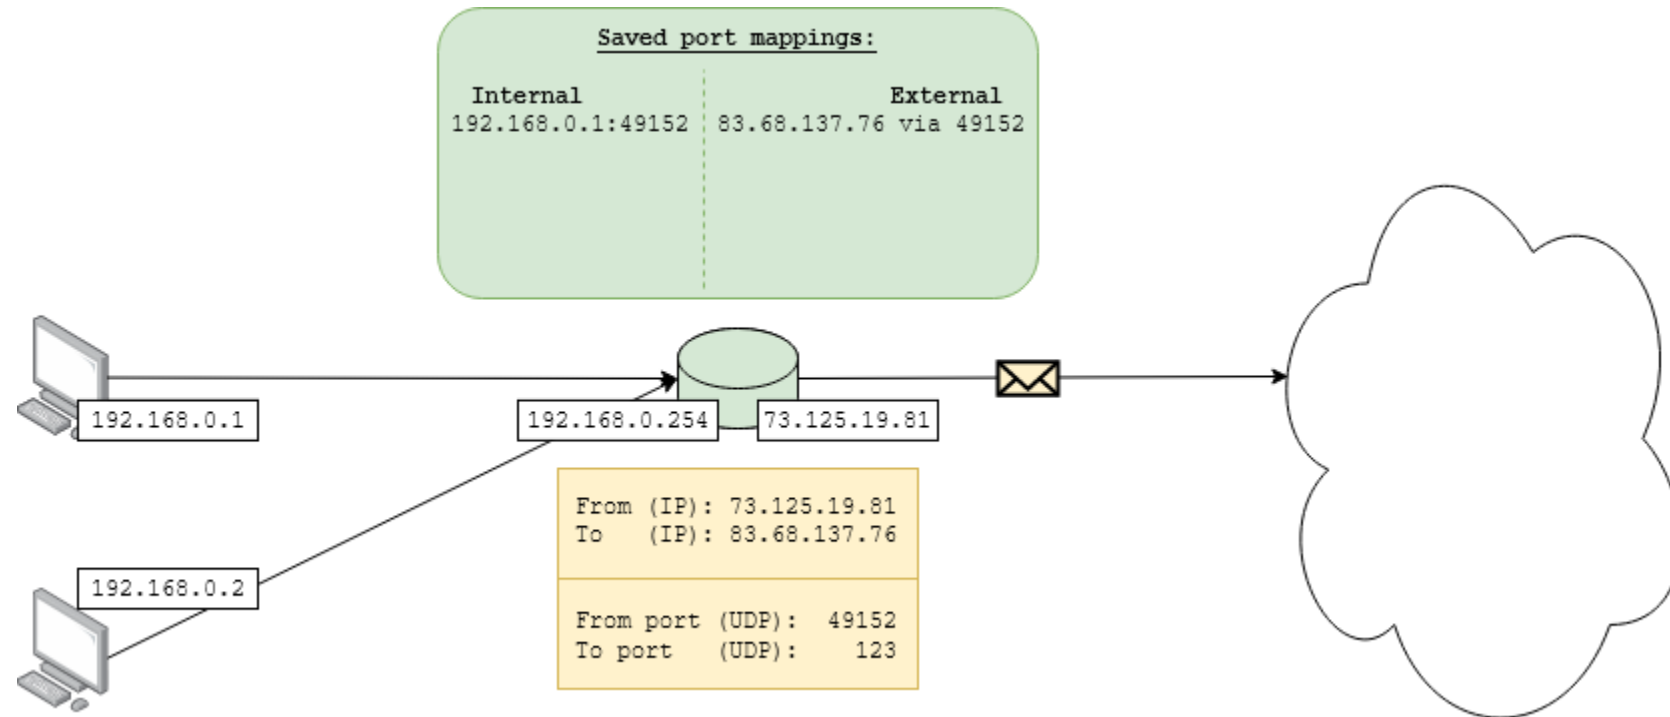 Saved port mappings:
Internal External
192.168.0.1:49152 83.68.137.76 via 49152
192.168.0.1
192.168.0.254
73.125.19.81
From (IP): 73.125.19.81
To (IP): 83.68.137.76
192.168.0.2
From port (UDP): 49152
To port (UDP): 123